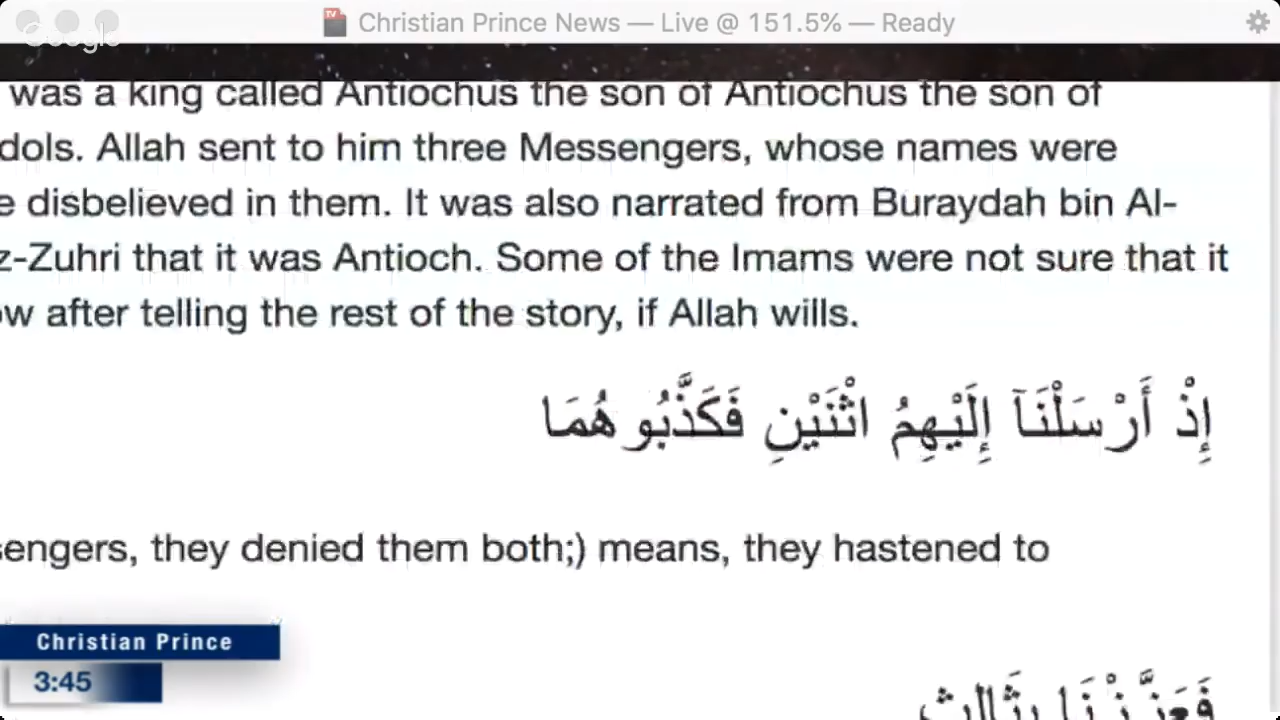 Christian Prince News — Live @ 151.5% — Ready
Google
was a king called Antiochus the son of Antiochus the son of
dols. Allah sent to him three Messengers, whose names were
e disbelieved in them. It was also narrated from Buraydah bin Al-
z-Zuhri that it was Antioch. Some of the Imams were not sure that it
ow after telling the rest of the story, if Allah wills.
إِذْ أَرْسَلْنَآ إِلَيْهِمُ اثْنَيْنِ فَكَذَّبُوهُمَا
sengers, they denied them both;) means, they hastened to
Christian Prince
3:45
فَعَزَّزْنَا بِثَالِثٍ